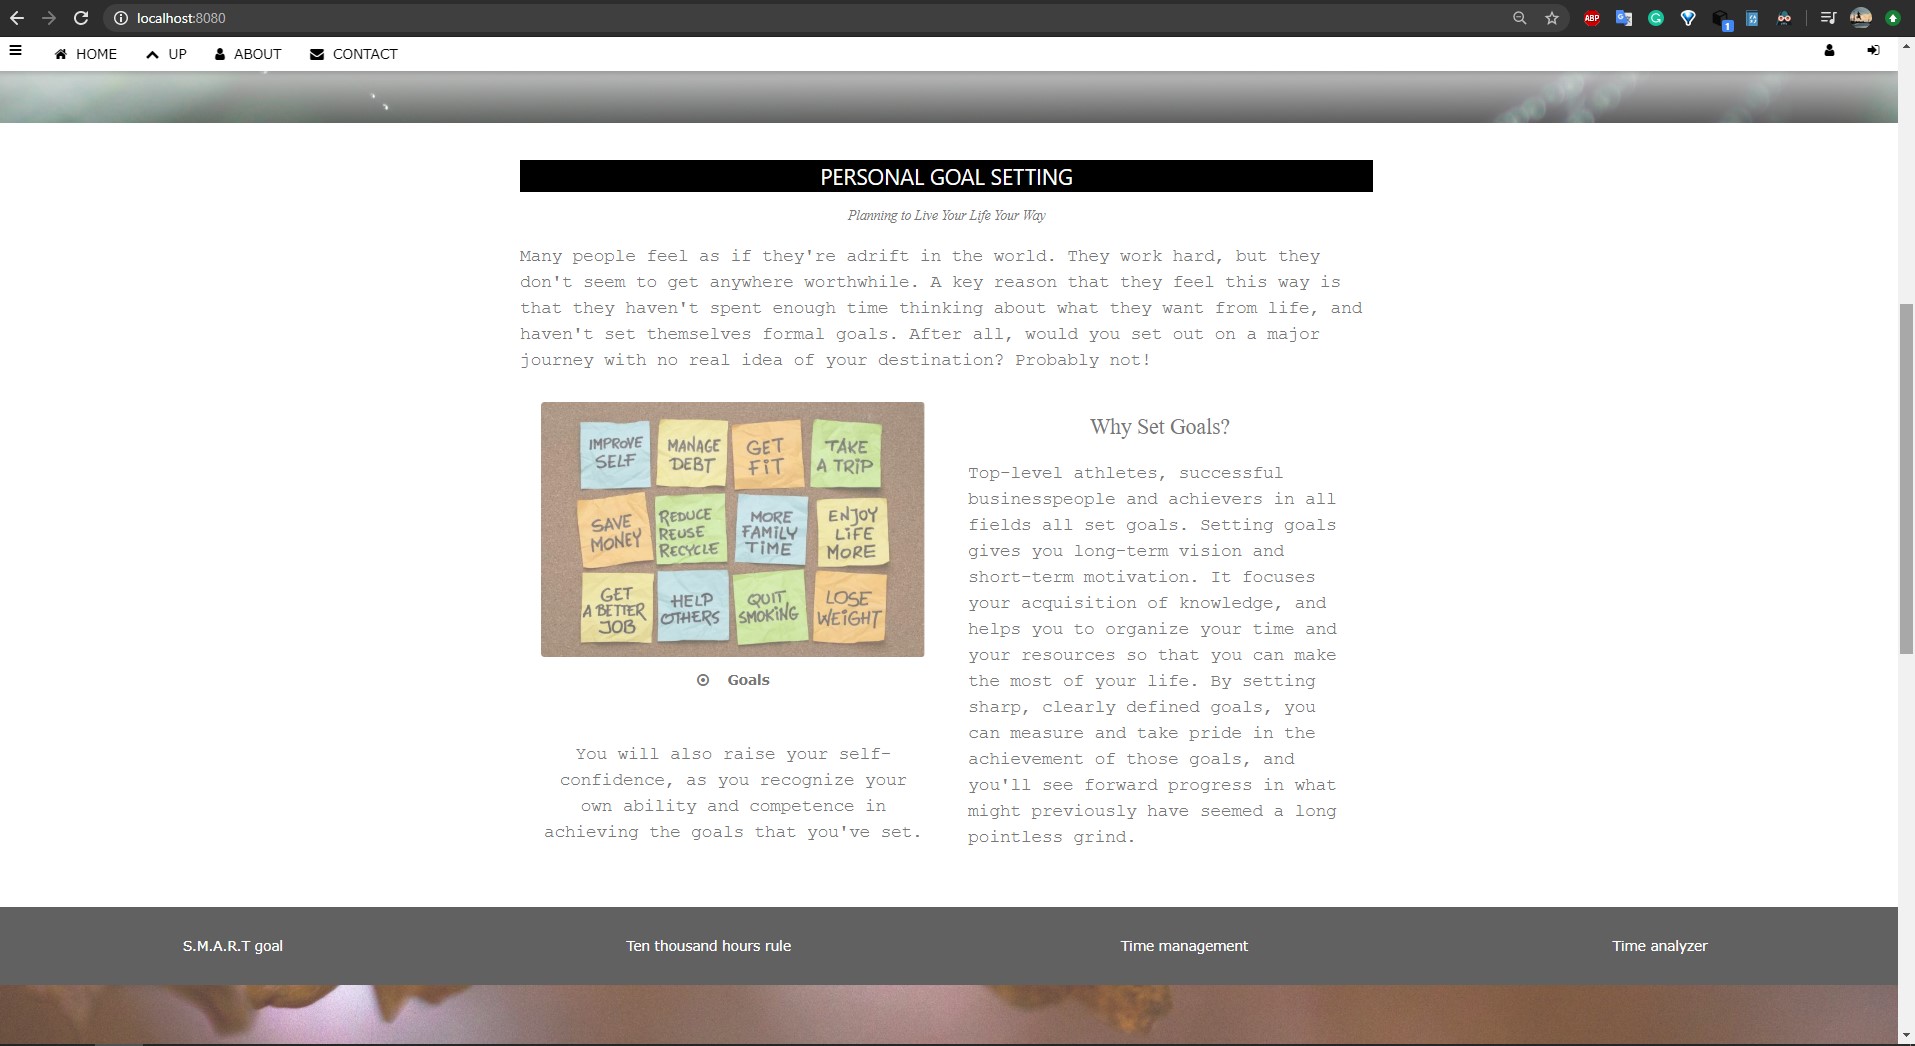 localhost:8080
ABP
1
HOME
UP
ABOUT
CONTACT
PERSONAL GOAL SETTING
Planning to Live Your Life Your Way
Many people feel as if they're adrift in the world. They work hard, but they
don't seem to get anywhere worthwhile. A key reason that they feel this way is
that they haven't spent enough time thinking about what they want from life, and
haven't set themselves formal goals. After all, would you set out on a major
journey with no real idea of your destination? Probably not!
IMPROVE
SELF
MANAGE
DEBT
GET
FiT
TAKE
A TRIP
SAVE
MONEY
REDUCE
REUSE
RECYCLE
MORE
FAMILY
TiME
ENJOY
LiFE
MORE
GET
A BETTER
JOB
HELP
OTHERS
QUIT
SMOKING
LOSE
WEIGHT
Goals
You will also raise your self-
confidence, as you recognize your
own ability and competence in
achieving the goals that you've set.
Why Set Goals?
Top-level athletes, successful
businesspeople and achievers in all
fields all set goals. Setting goals
gives you long-term vision and
short-term motivation. It focuses
your acquisition of knowledge, and
helps you to organize your time and
your resources so that you can make
the most of your life. By setting
sharp, clearly defined goals, you
can measure and take pride in the
achievement of those goals, and
you'll see forward progress in what
might previously have seemed a long
pointless grind.
S.M.A.R.T goal
Ten thousand hours rule
Time management
Time analyzer